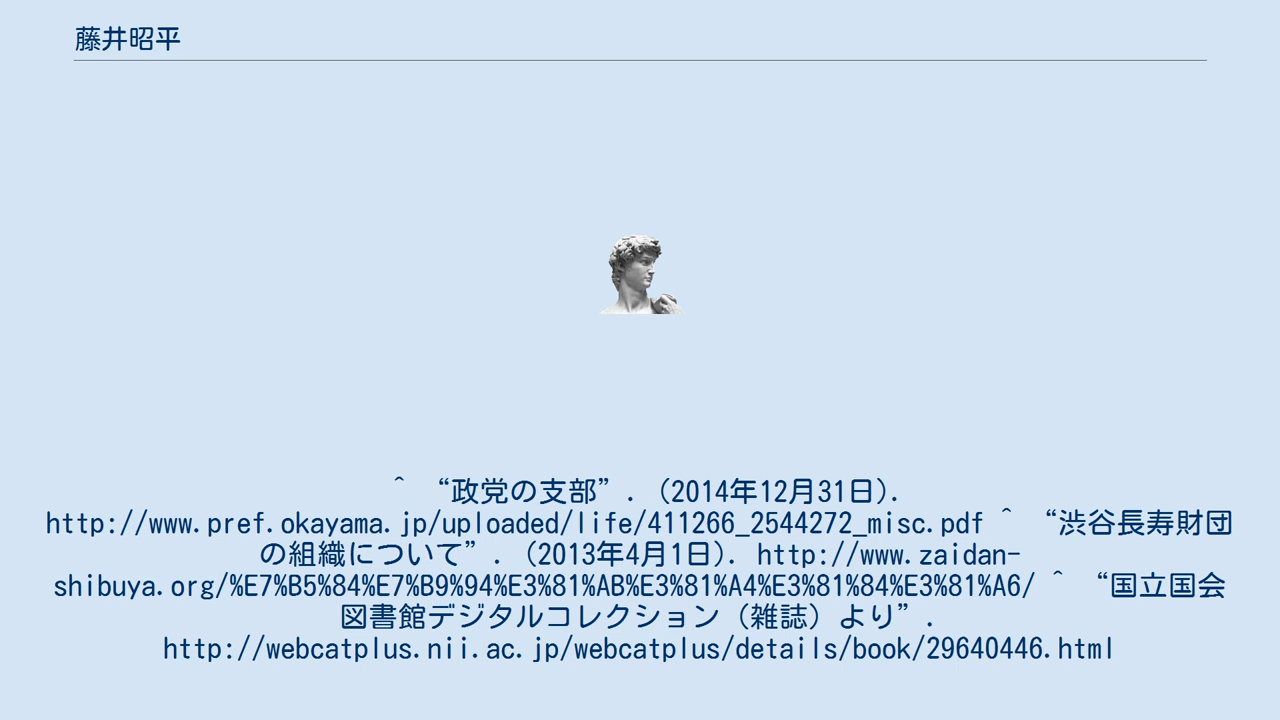 藤井昭平
^ “政党の支部”. (2014年12月31日).
http://www.pref.okayama.jp/uploaded/life/411266_2544272_misc.pdf ^ “渋谷長寿財団
の組織について”. (2013年4月1日). http://www.zaidan-
shibuya.org/%E7%B5%84%E7%B9%94%E3%81%AB%E3%81%A4%E3%81%84%E3%81%A6/ ^ “国立国会
図書館デジタルコレクション（雑誌）より”.
http://webcatplus.nii.ac.jp/webcatplus/details/book/29640446.html